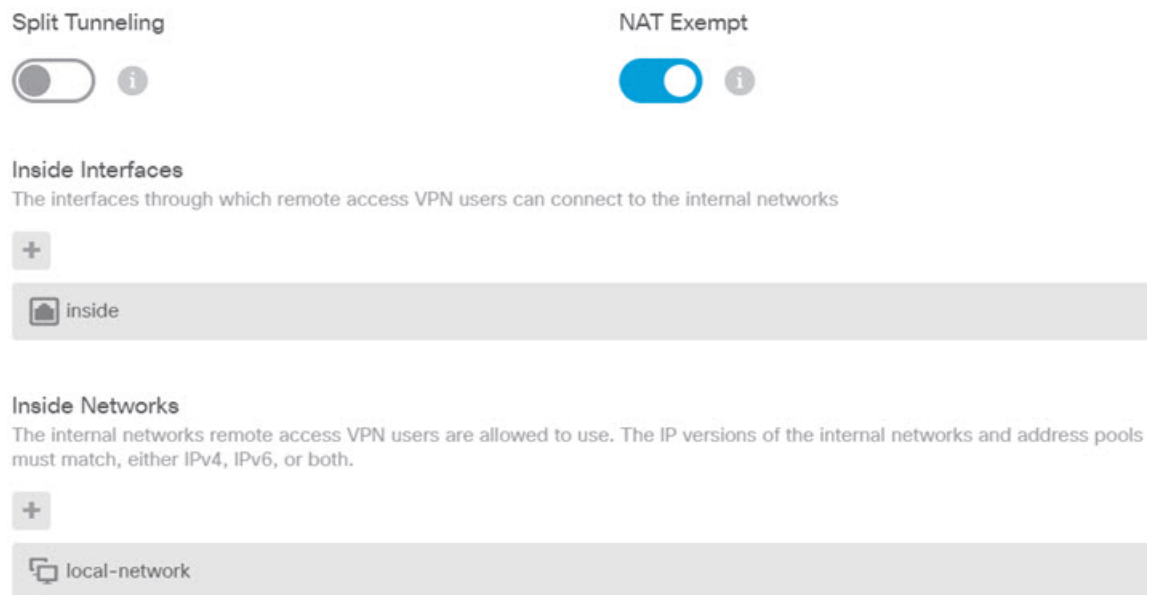 Split Tunneling
NAT Exempt
Inside Interfaces
The interfaces through which remote access VPN users can connect to the internal networks
inside
Inside Networks
The internal networks remote access VPN users are allowed to use. The IP versions of the internal networks and address pools
must match, either IPv4, IPv6, or both.
local-network